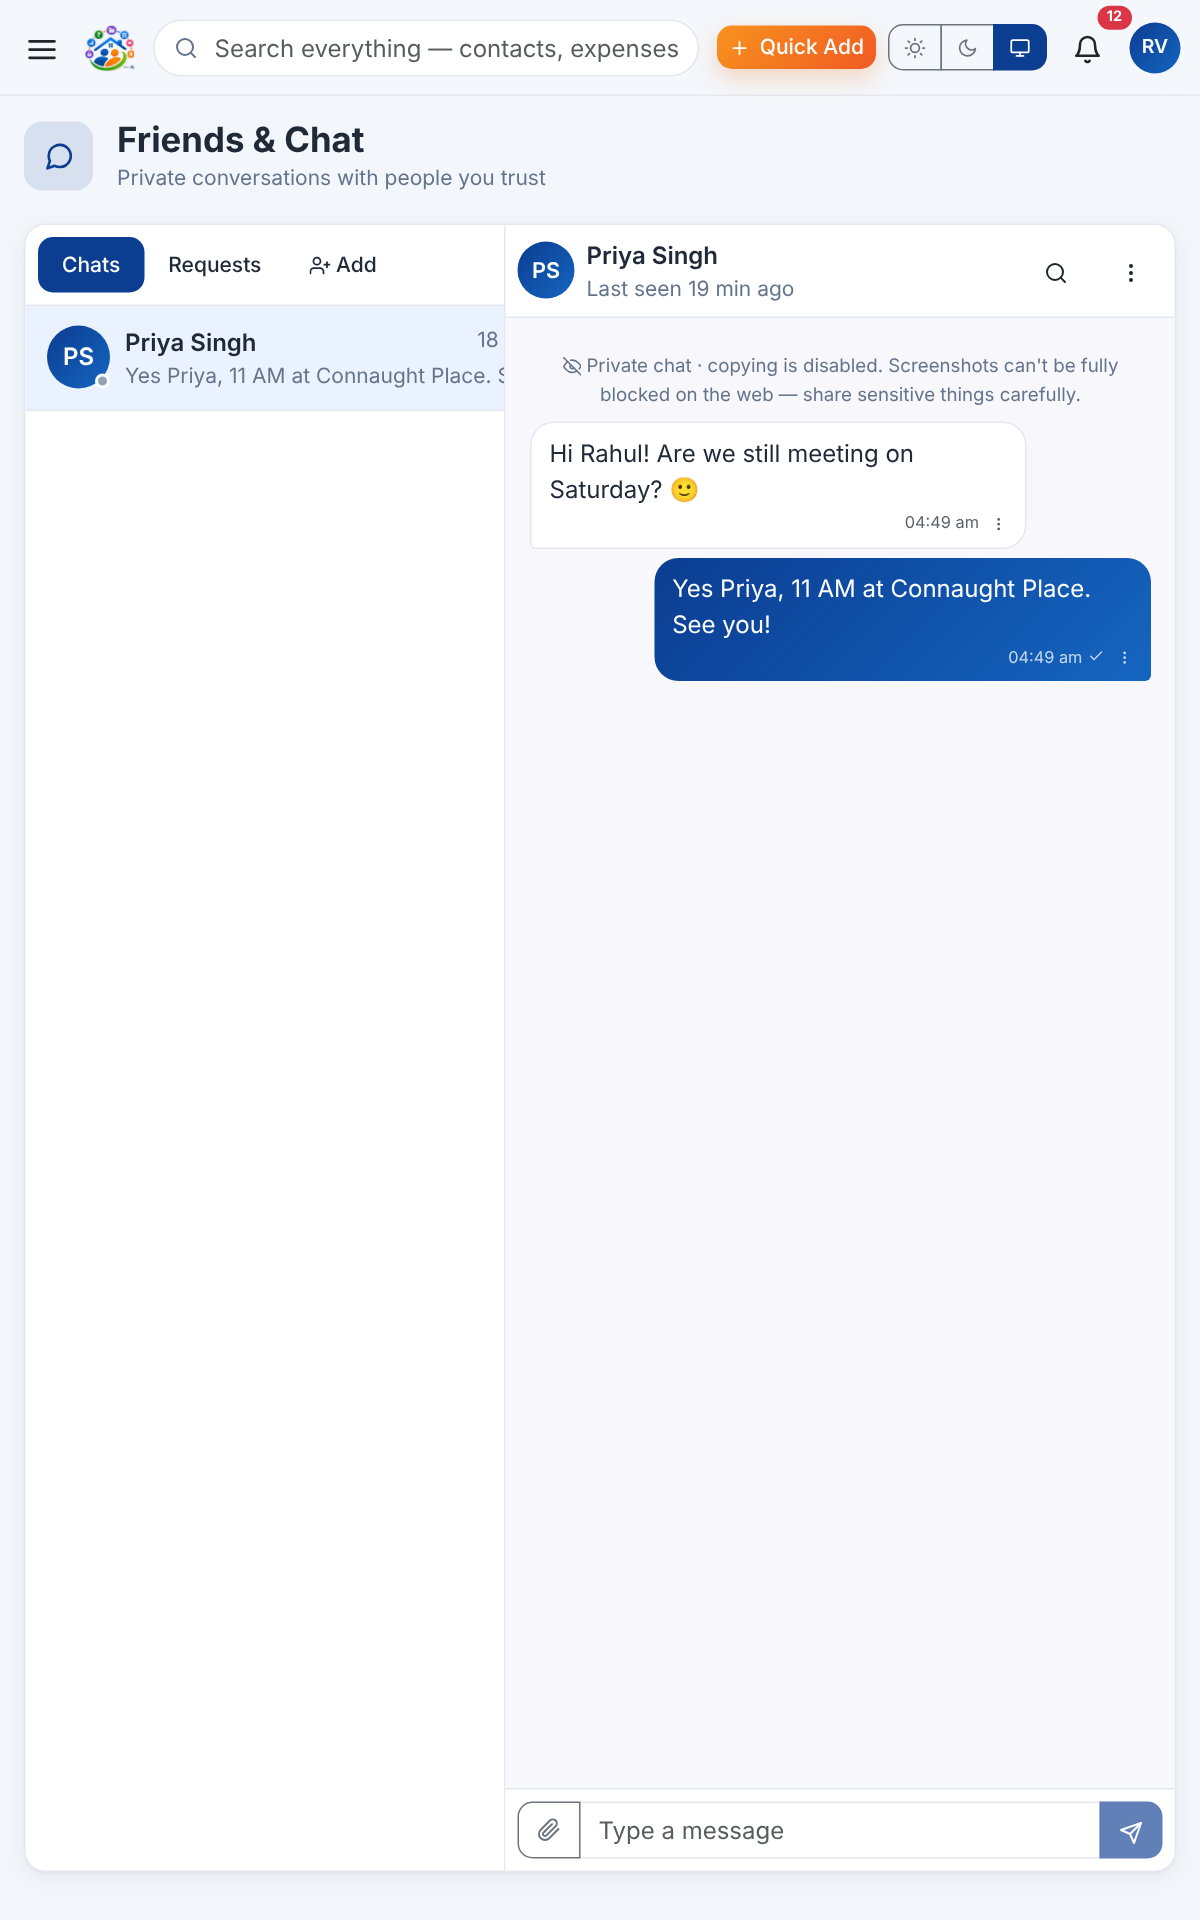 Search everything — contacts, expenses
Quick Add
12
RV
Friends & Chat
Private conversations with people you trust
Chats
Requests
Add
PS
Priya Singh
18
Yes Priya, 11 AM at Connaught Place.
PS
Priya Singh
Last seen 19 min ago
Private chat · copying is disabled. Screenshots can't be fully
blocked on the web — share sensitive things carefully.
Hi Rahul! Are we still meeting on
Saturday? 🙂
04:49 am
Yes Priya, 11 AM at Connaught Place.
See you!
04:49 am
Type a message